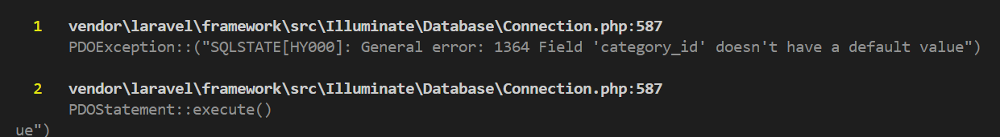 1 vendor\laravel\framework\src\Illuminate\Database\Connection.php:587
PDOException::("SQLSTATE[HY000]: General error: 1364 Field 'category_id' doesn't have a default value")
2 vendor\laravel\framework\src\Illuminate\Database\Connection.php:587
PDOStatement::execute()
ue")